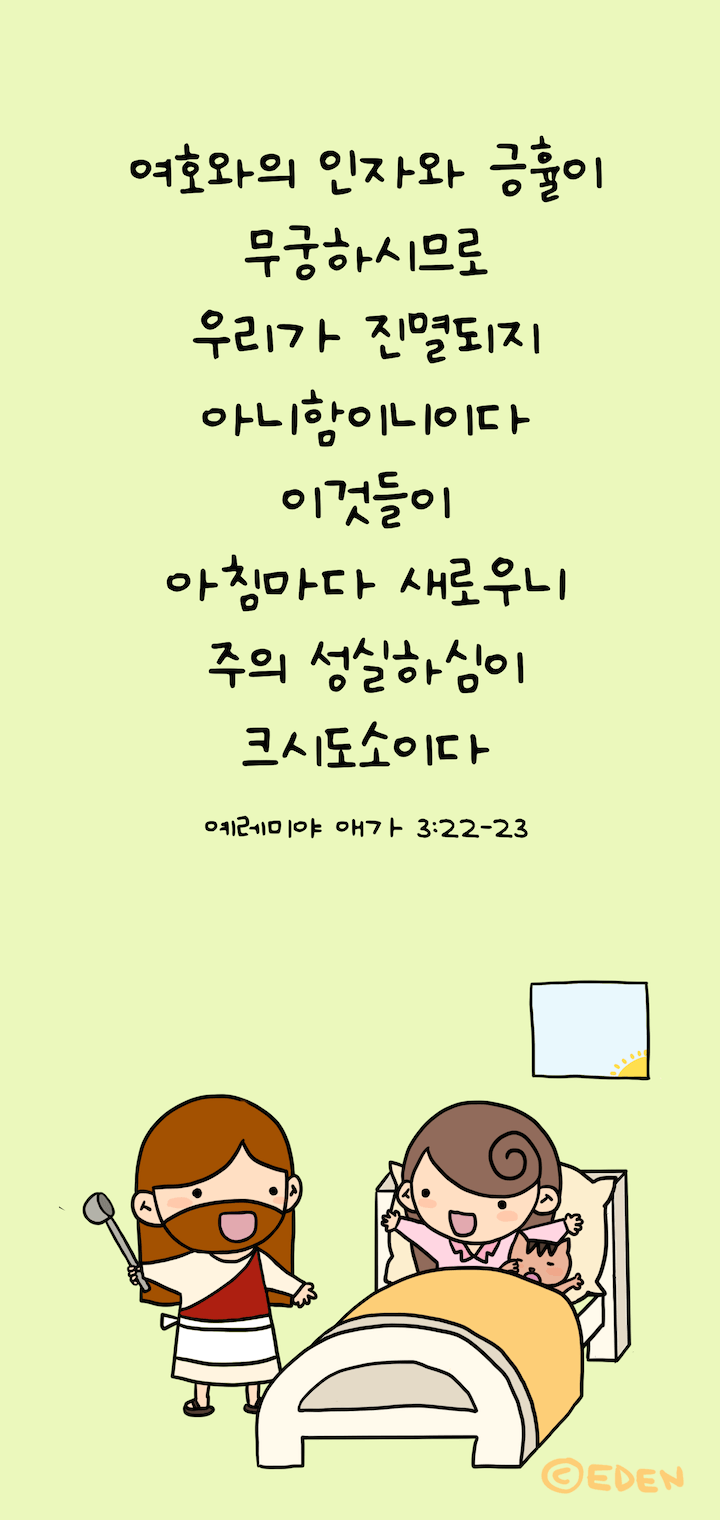 여호와의 인자와 긍휼이
무궁하시므로
우리가 진멸되지
아니함이니이다
이것들이
아침마다 새로우니
주의 성실하심이
크시도소이다
예레미야 애가 3:22-23
©EDEN